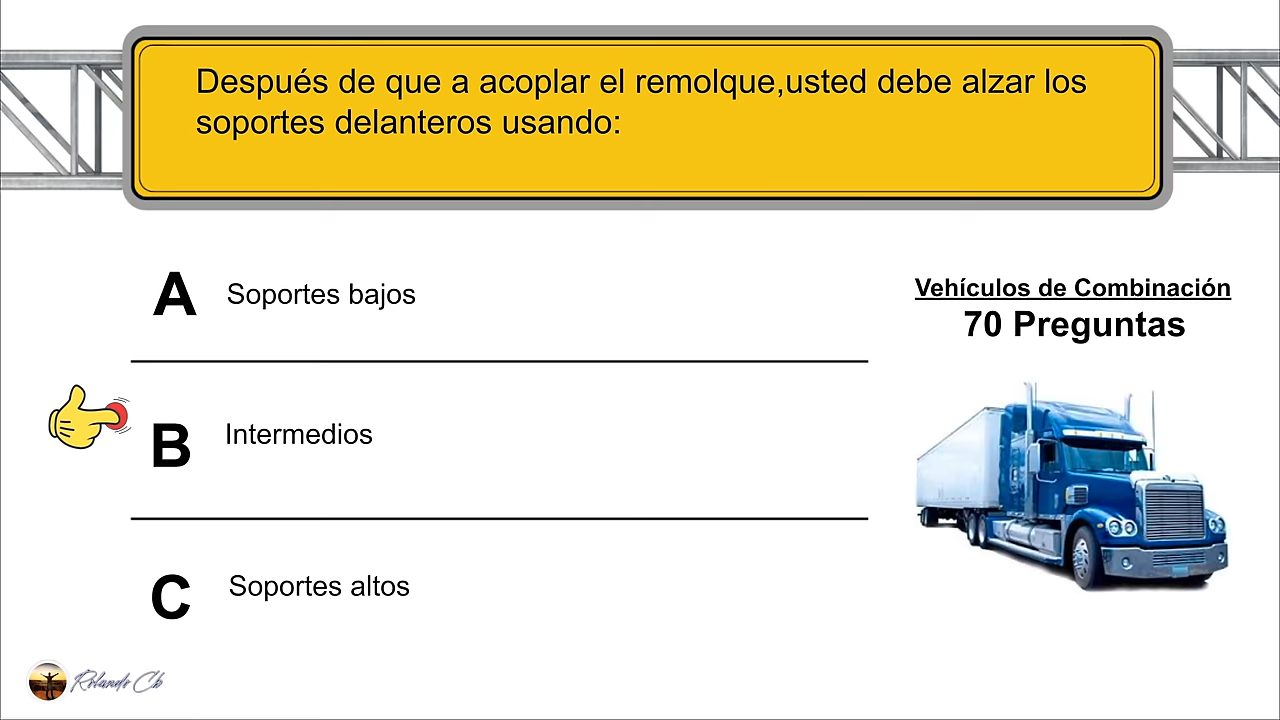 Después de que a acoplar el remolque,usted debe alzar los
soportes delanteros usando:
A Soportes bajos
B Intermedios
C Soportes altos
Vehículos de Combinación
70 Preguntas
Rolando Cb